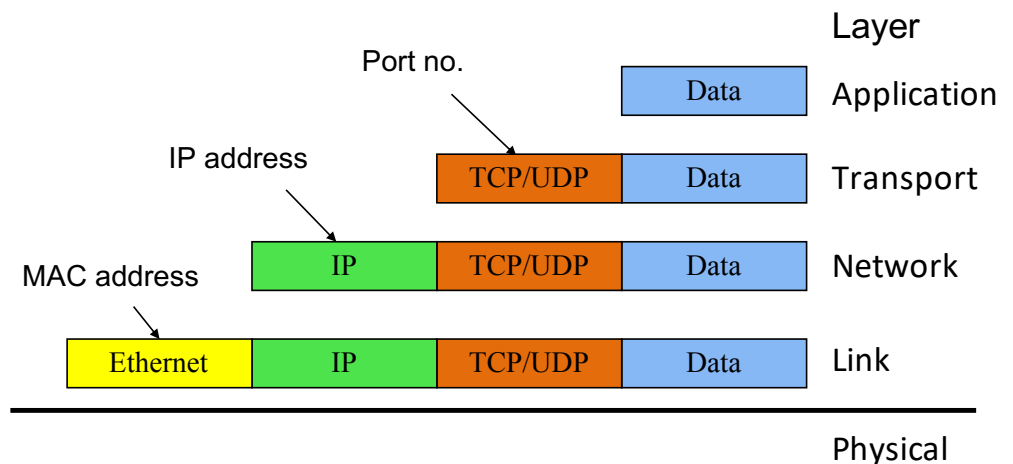 Layer
Port no.
Data
Application
IP address
TCP/UDP
Data
Transport
MAC address
IP
TCP/UDP
Data
Network
Ethernet
IP
TCP/UDP
Data
Link
Physical